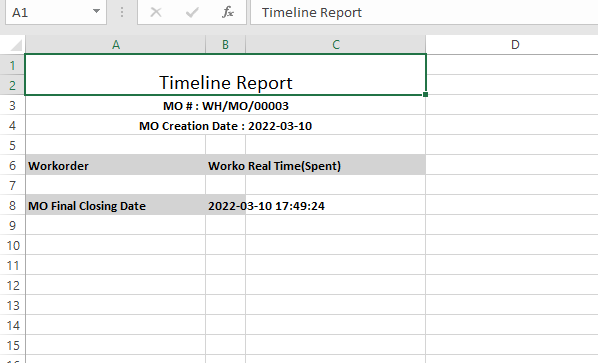 A1 fx Timeline Report
A B C D
1
2 Timeline Report
3 MO # : WH/MO/00003
4 MO Creation Date : 2022-03-10
5
6 Workorder Worko Real Time(Spent)
7
8 MO Final Closing Date 2022-03-10 17:49:24
9
10
11
12
13
14
15
16